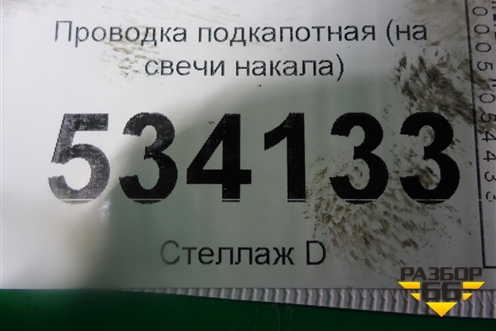 Проводка подкапотная (на
свечи накала)
534133
Стеллаж D
РАЗБОР
66